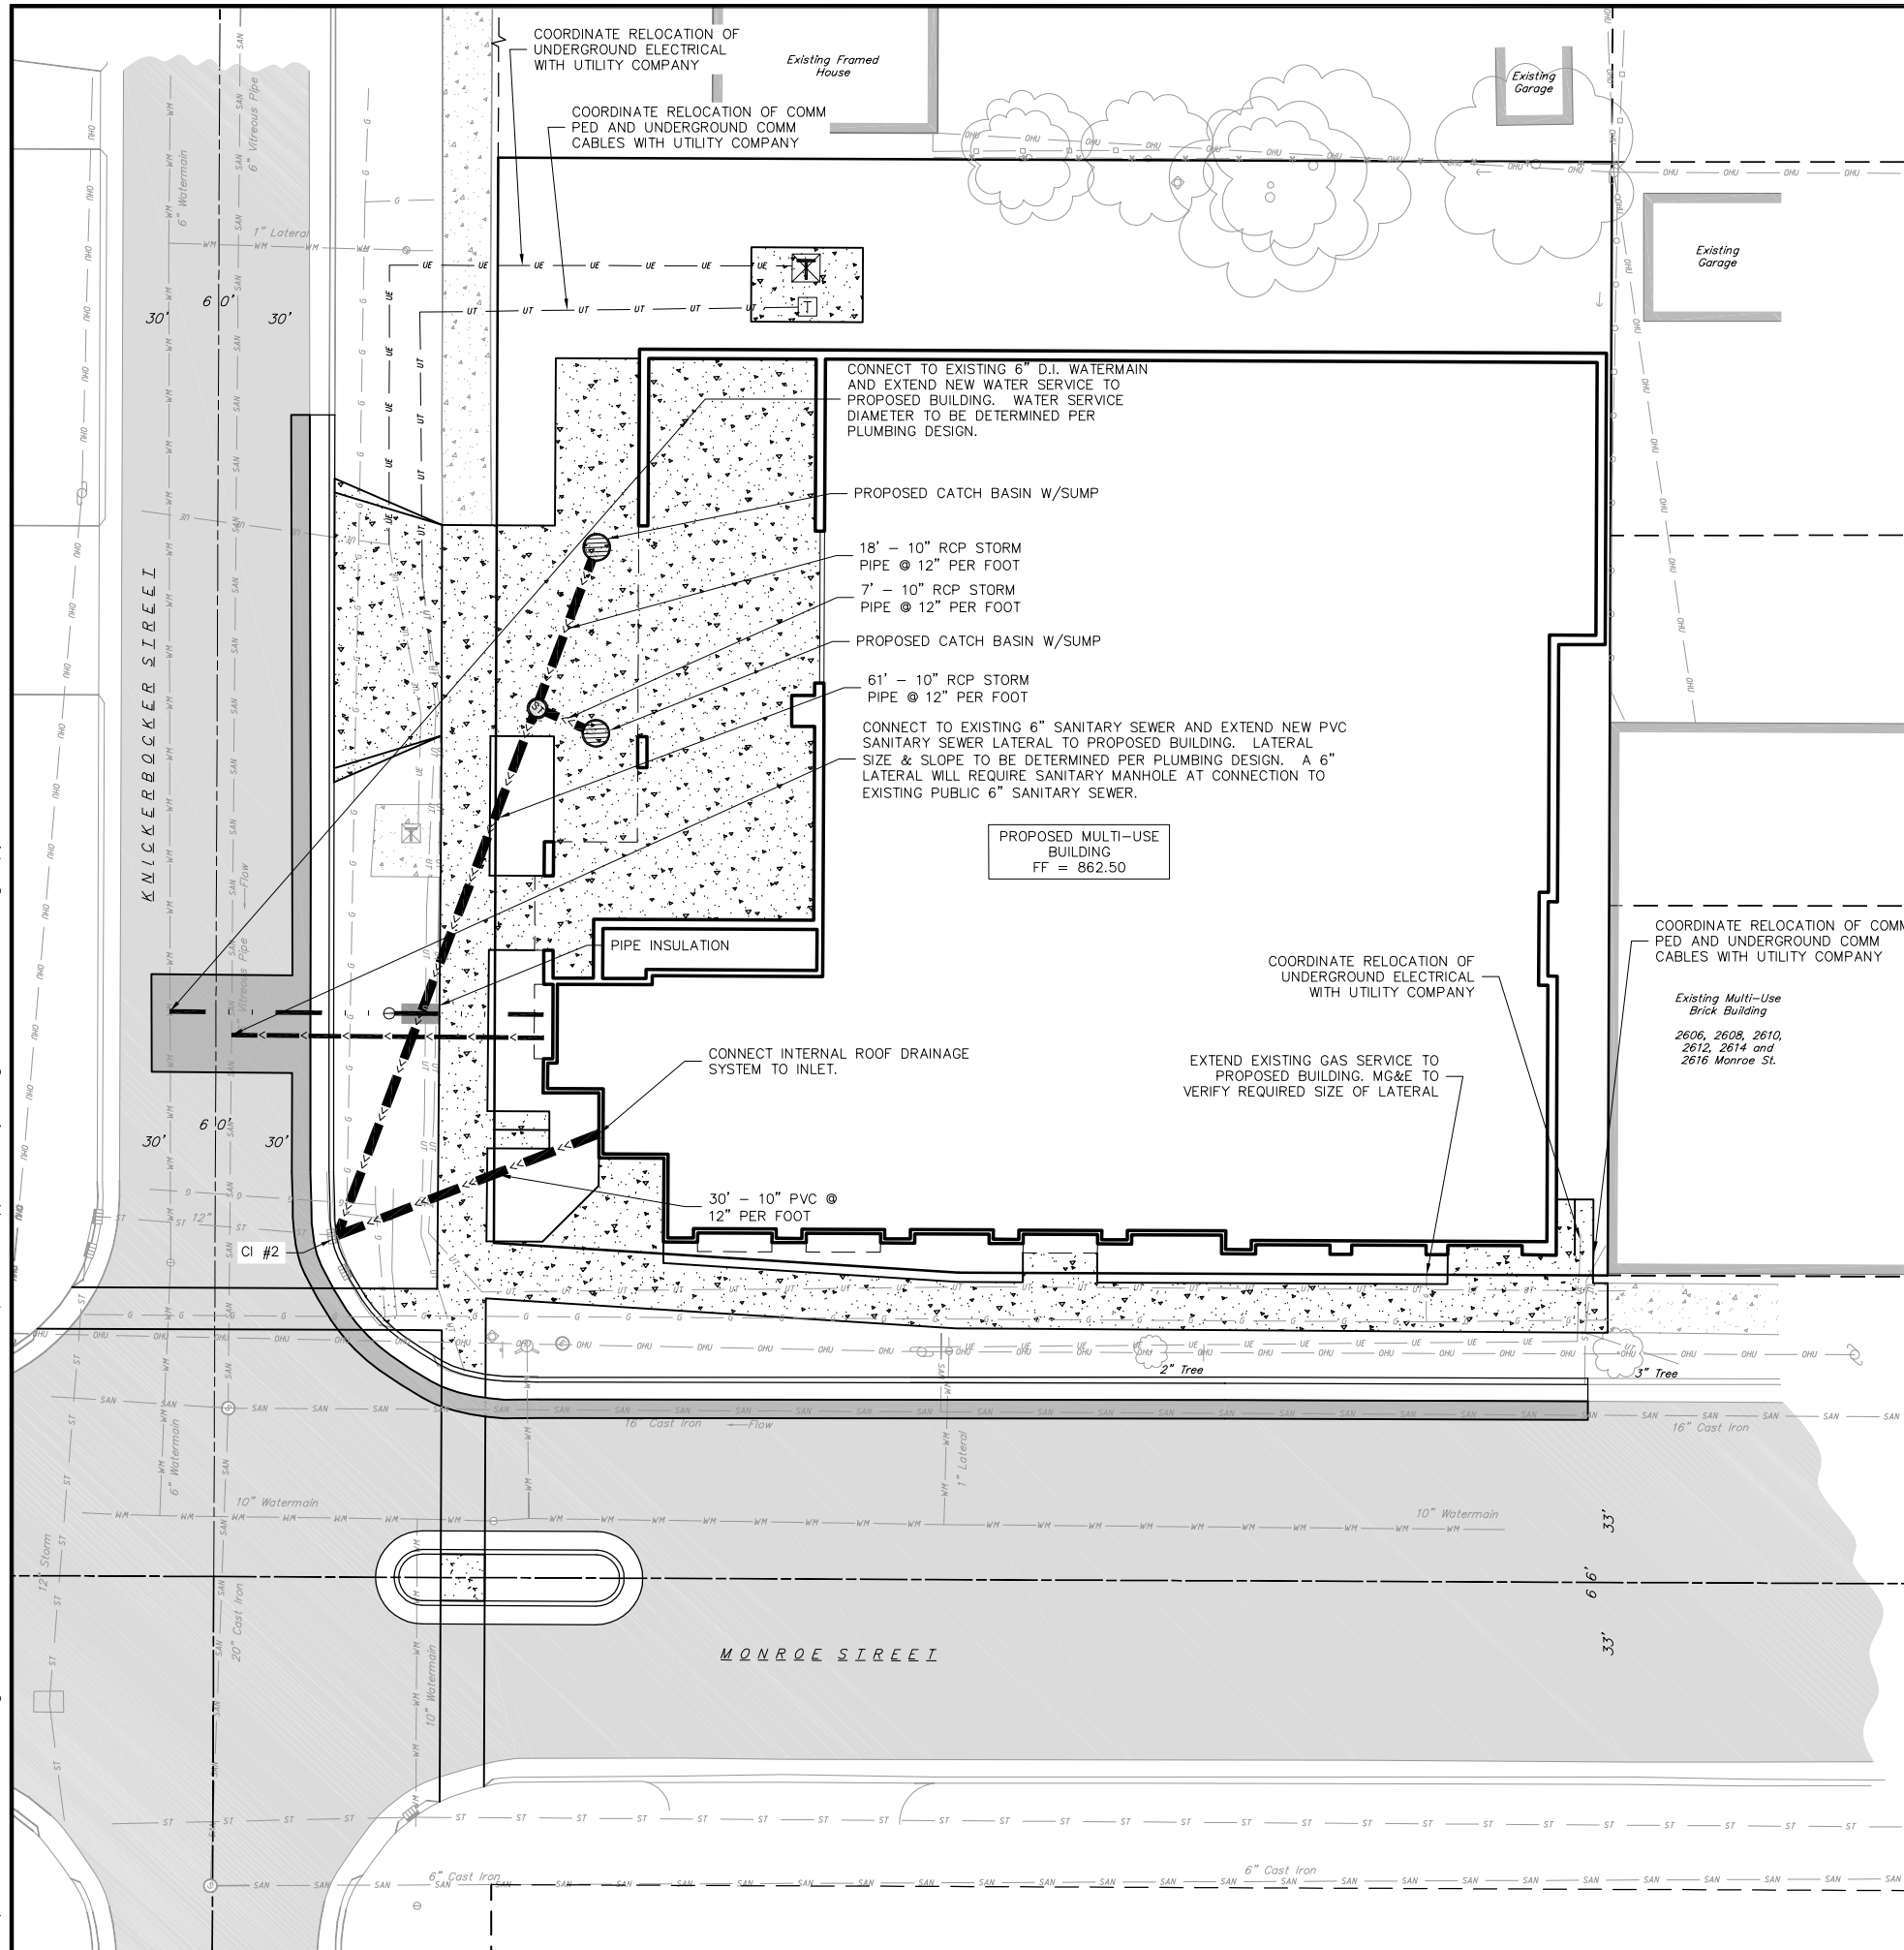 COORDINATE RELOCATION OF
UNDERGROUND ELECTRICAL
WITH UTILITY COMPANY
COORDINATE RELOCATION OF COMM
PED AND UNDERGROUND COMM
CABLES WITH UTILITY COMPANY
Existing Framed
House
Existing
Garage
Existing
Garage
6" Watermain
6" Vitreous Pipe
1" Lateral
60'
30'
30'
T
T
CONNECT TO EXISTING 6" D.I. WATERMAIN
AND EXTEND NEW WATER SERVICE TO
PROPOSED BUILDING. WATER SERVICE
DIAMETER TO BE DETERMINED PER
PLUMBING DESIGN.
PROPOSED CATCH BASIN W/SUMP
18' - 10" RCP STORM
PIPE @ 12" PER FOOT
7' - 10" RCP STORM
PIPE @ 12" PER FOOT
PROPOSED CATCH BASIN W/SUMP
61' - 10" RCP STORM
PIPE @ 12" PER FOOT
CONNECT TO EXISTING 6" SANITARY SEWER AND EXTEND NEW PVC
SANITARY SEWER LATERAL TO PROPOSED BUILDING. LATERAL
SIZE & SLOPE TO BE DETERMINED PER PLUMBING DESIGN. A 6"
LATERAL WILL REQUIRE SANITARY MANHOLE AT CONNECTION TO
EXISTING PUBLIC 6" SANITARY SEWER.
PROPOSED MULTI-USE
BUILDING
FF = 862.50
KNICKERBOCKER STREET
Vitreous Pipe
Flow
PIPE INSULATION
COORDINATE RELOCATION OF
UNDERGROUND ELECTRICAL
WITH UTILITY COMPANY
COORDINATE RELOCATION OF COMM
PED AND UNDERGROUND COMM
CABLES WITH UTILITY COMPANY
Existing Multi-Use
Brick Building
2606, 2608, 2610,
2612, 2614 and
2616 Monroe St.
CONNECT INTERNAL ROOF DRAINAGE
SYSTEM TO INLET.
EXTEND EXISTING GAS SERVICE TO
PROPOSED BUILDING. MG&E TO
VERIFY REQUIRED SIZE OF LATERAL
60'
30'
30'
30' - 10" PVC @
12" PER FOOT
12"
CI #2
2" Tree
3" Tree
16" Cast Iron
Flow
16" Cast Iron
6" Watermain
1" Lateral
10" Watermain
10" Watermain
12" Storm
20" Cast Iron
10" Watermain
33'
66'
33'
MONROE STREET
6" Cast Iron
6" Cast Iron